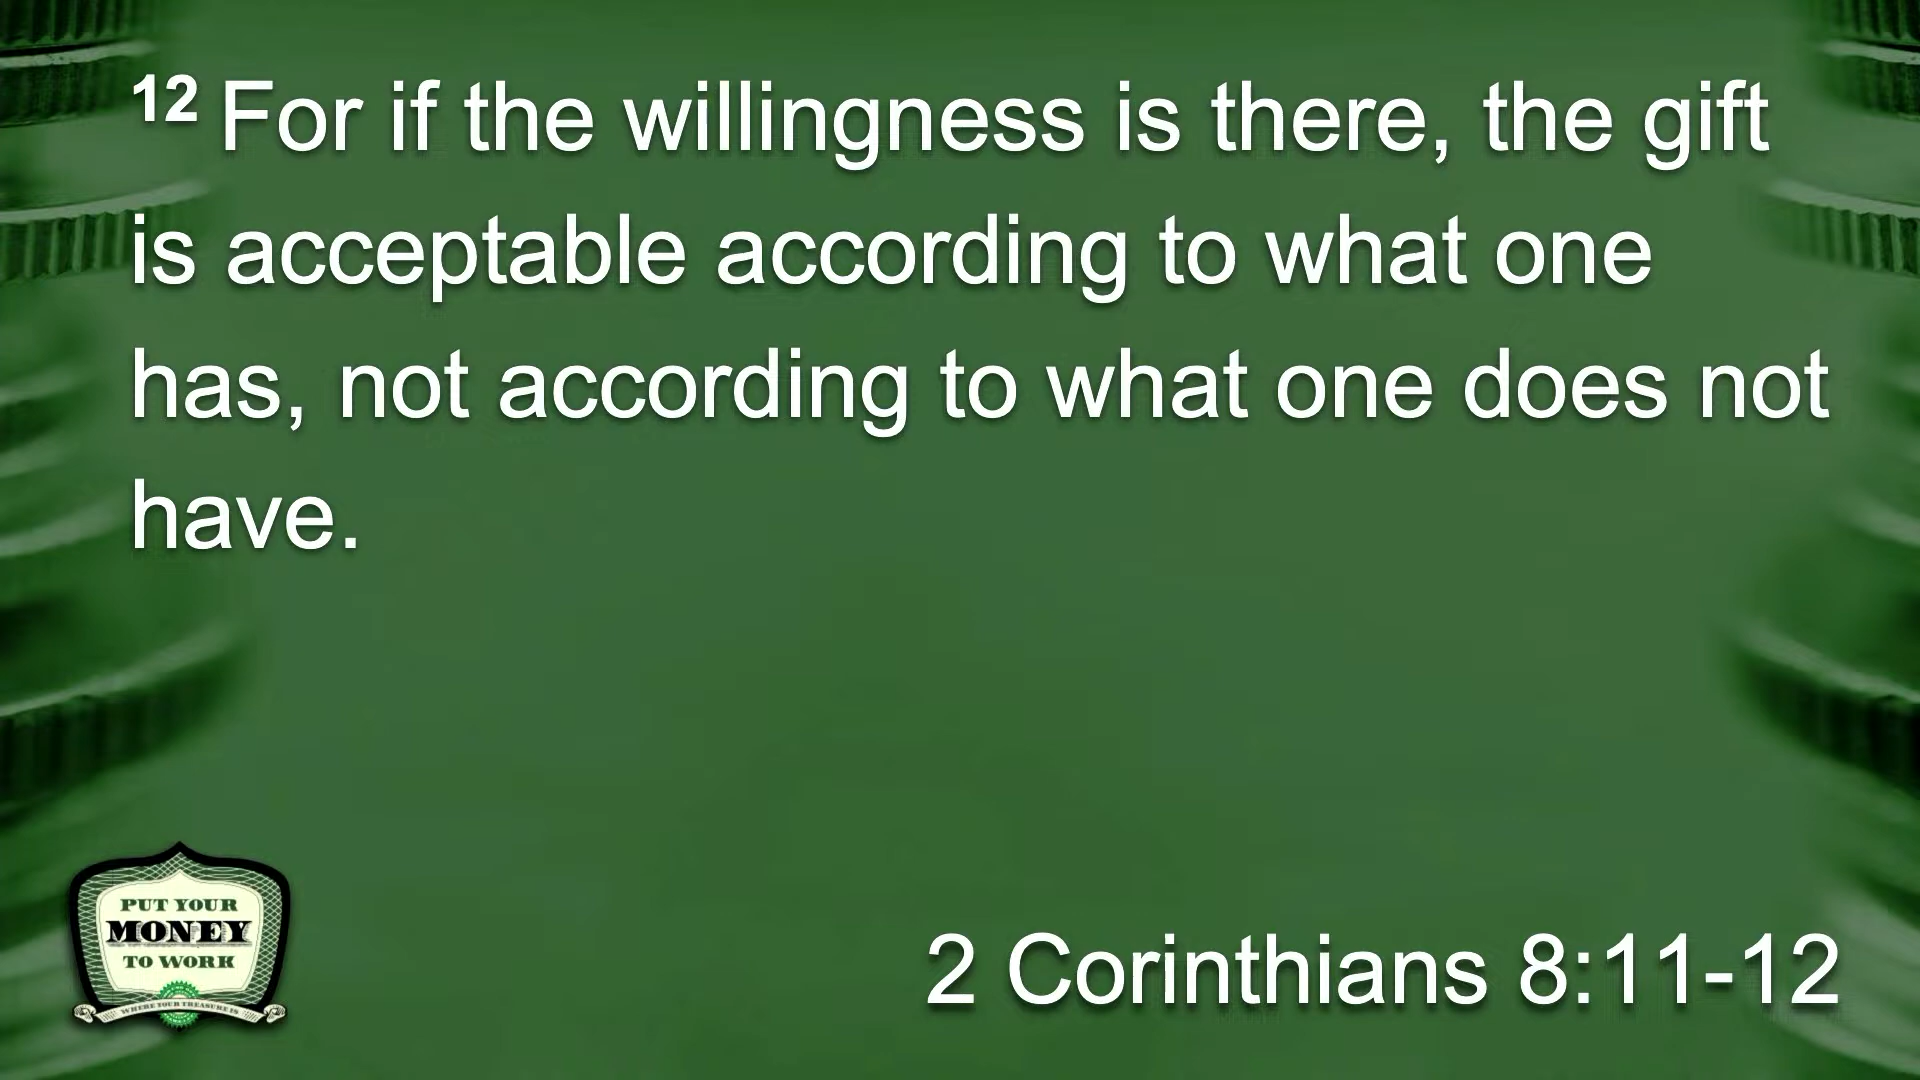 12 For if the willingness is there, the gift
is acceptable according to what one
has, not according to what one does not
have.
PUT YOUR
MONEY
TO WORK
WHERE YOUR TREASURE IS
2 Corinthians 8:11-12